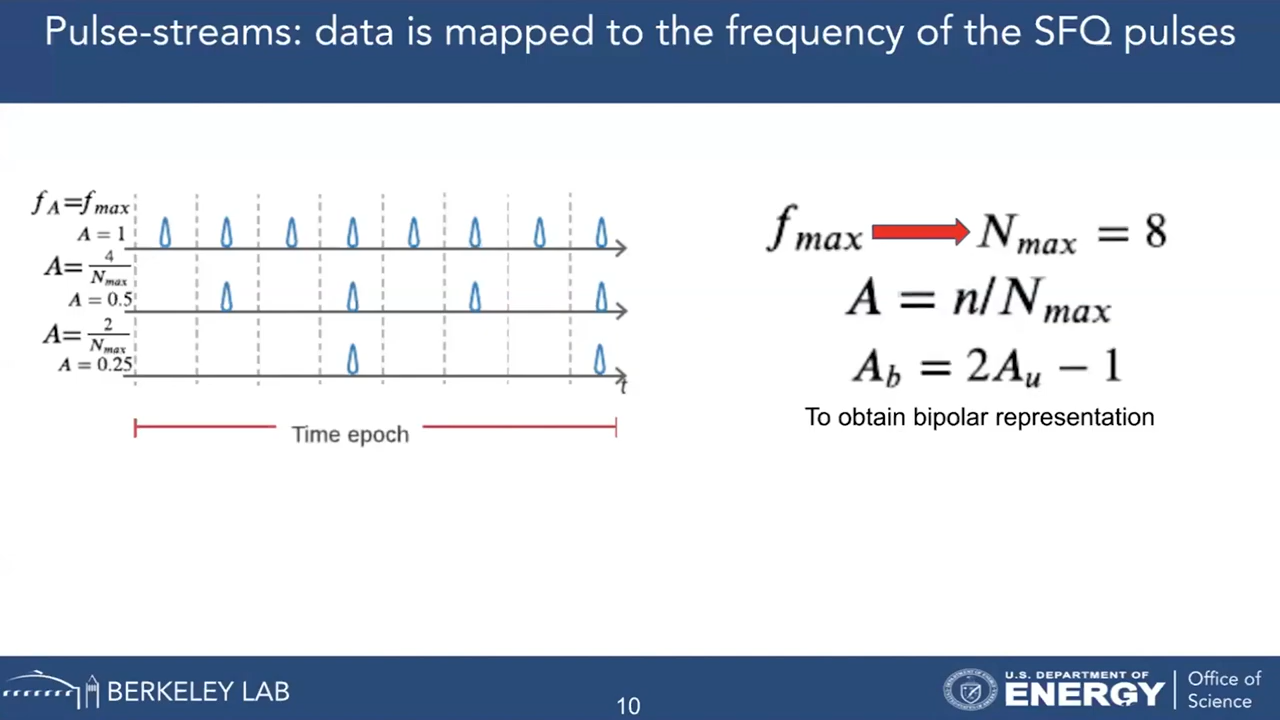 Pulse-streams: data is mapped to the frequency of the SFQ pulses
f_A=f_max
A = 1
A= 4/N_max
A = 0.5
A= 2/N_max
A = 0.25
t
Time epoch
f_max N_max = 8
A = n/N_max
A_b = 2A_u − 1
To obtain bipolar representation
BERKELEY LAB
10
U.S. DEPARTMENT OF
ENERGY
Office of
Science